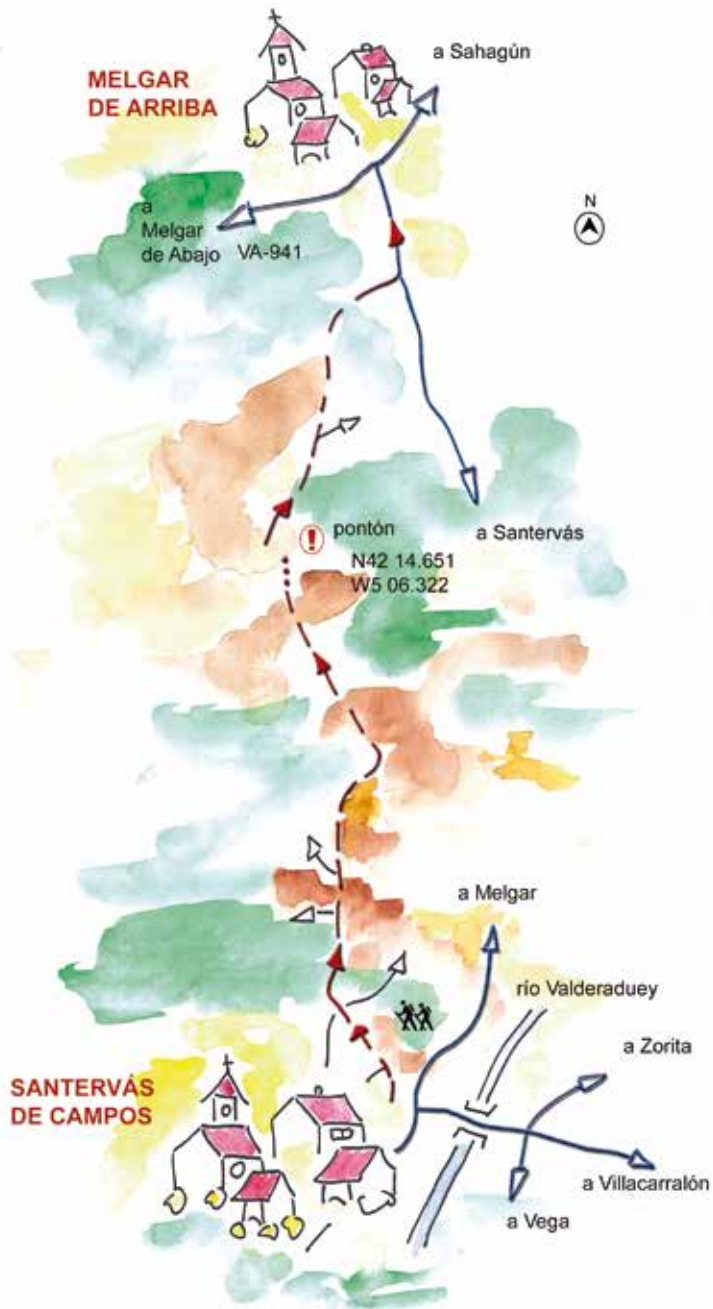 a Sahagún
MELGAR
DE ARRIBA
N
a
Melgar
de Abajo
VA-941
pontón
a Santervás
N42 14.651
W5 06.322
a Melgar
río Valderaduey
a Zorita
SANTERVÁS
DE CAMPOS
a Villacarralón
a Vega